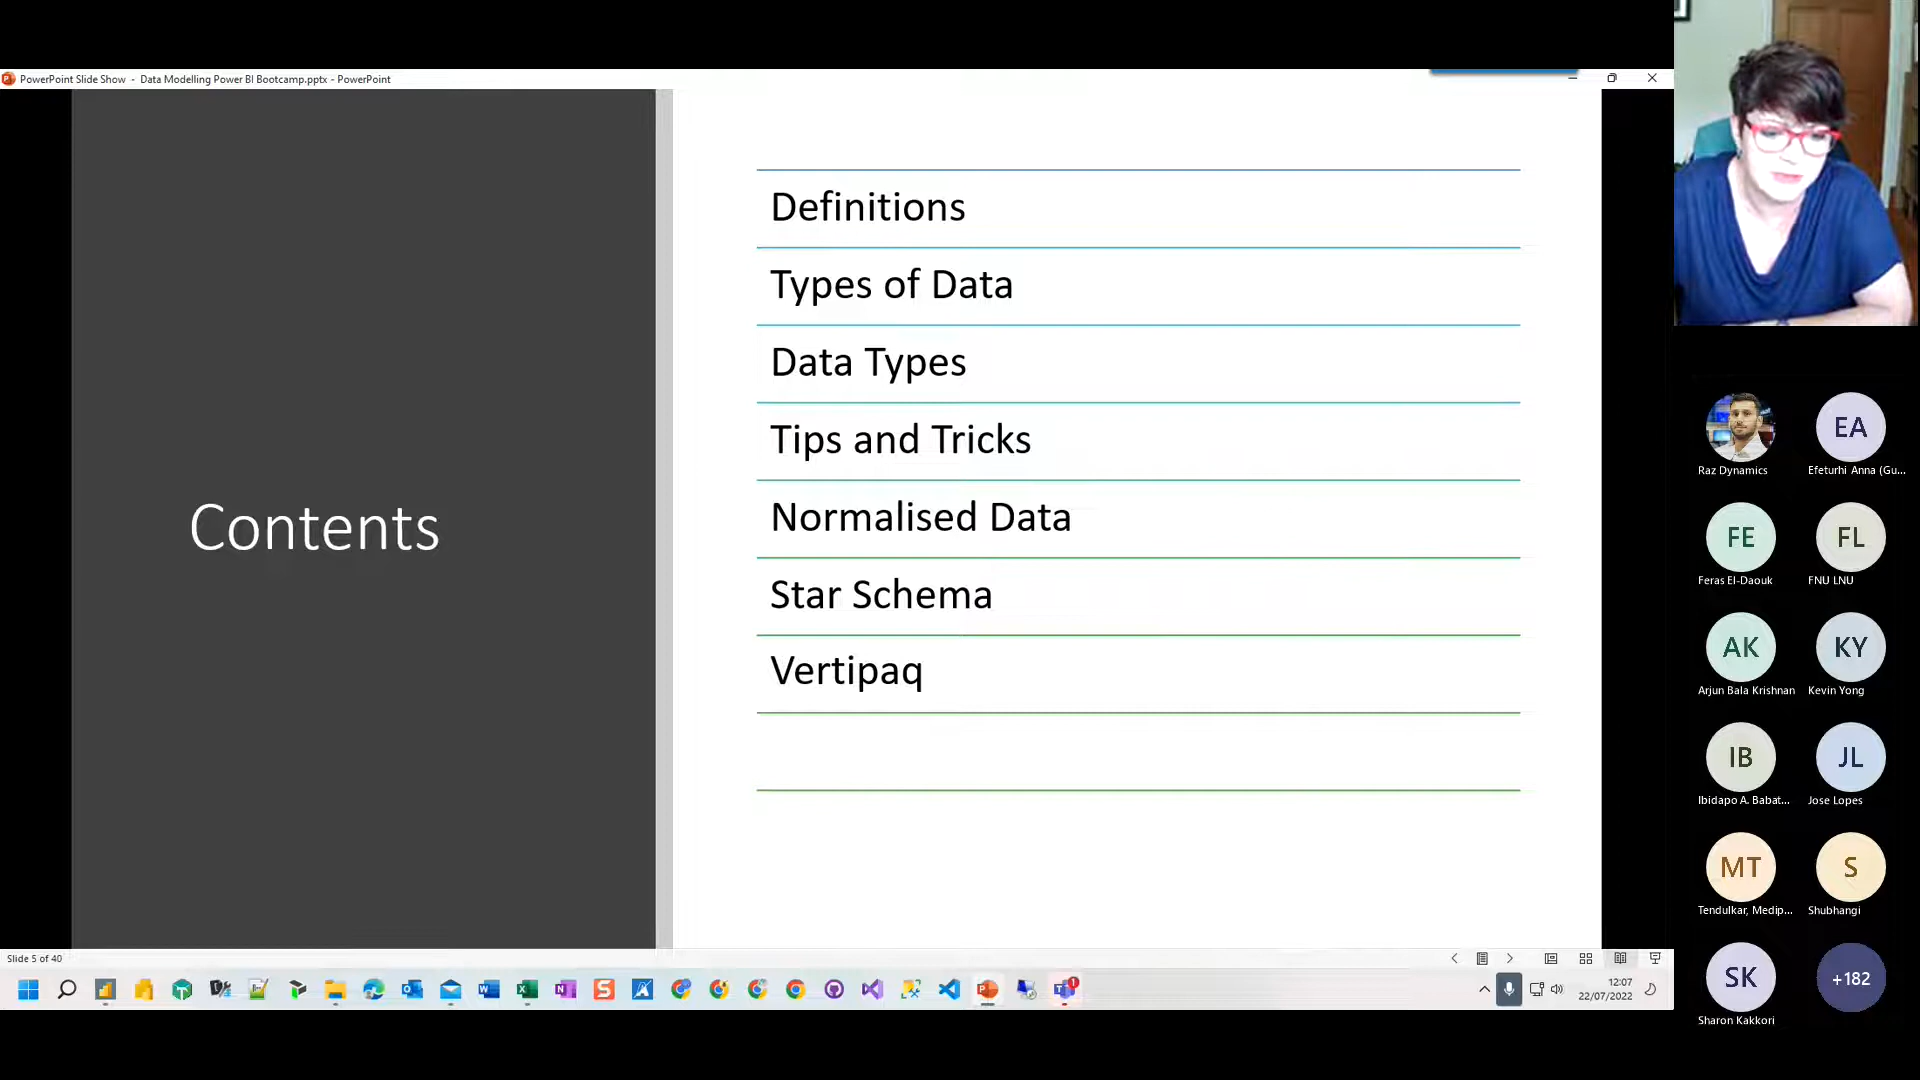 PowerPoint Slide Show - Data Modelling Power BI Bootcamp.pptx - PowerPoint
Contents
Definitions
Types of Data
Data Types
Tips and Tricks
Normalised Data
Star Schema
Vertipaq
Slide 5 of 40
12:07
22/07/2022
Raz Dynamics
EA
Efeturhi Anna (Gu...
FE
Feras El-Daouk
FL
FNU LNU
AK
Arjun Bala Krishnan
KY
Kevin Yong
IB
Ibidapo A. Babat...
JL
Jose Lopes
MT
Tendulkar, Medip...
S
Shubhangi
SK
Sharon Kakkori
+182